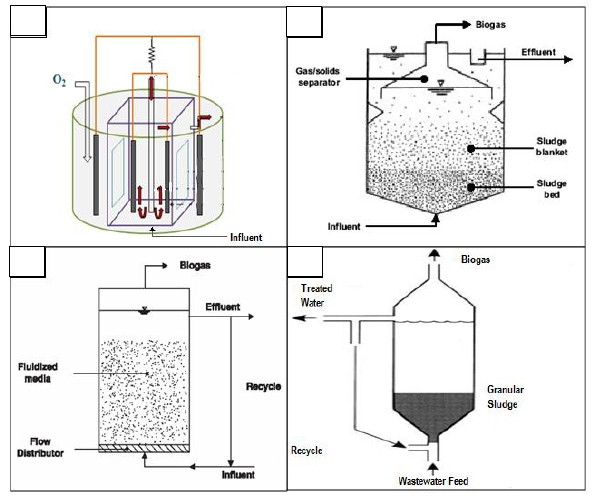 O2
Influent
Biogas
Effluent
Gas/solids
separator
Sludge
blanket
Sludge
bed
Influent
Biogas
Effluent
Fluidized
media
Recycle
Flow
Distributor
Influent
Biogas
Treated
Water
Granular
Sludge
Recycle
Wastewater Feed